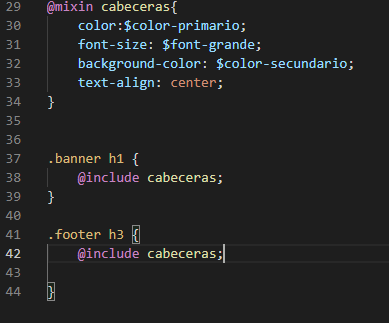 29 @mixin cabeceras{
30     color:$color-primario;
31     font-size: $font-grande;
32     background-color: $color-secundario;
33     text-align: center;
34 }
35
36
37 .banner h1 {
38     @include cabeceras;
39 }
40
41 .footer h3 {
42     @include cabeceras;
43
44 }